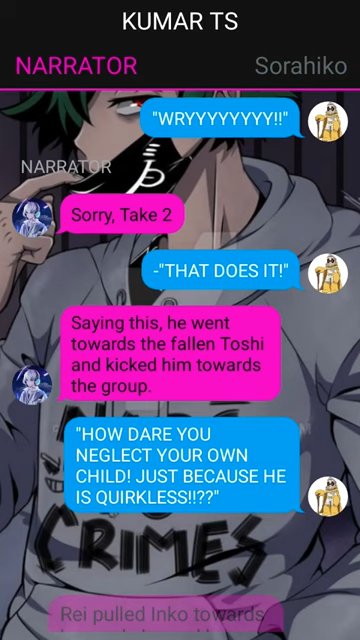 KUMAR TS
NARRATOR
Sorahiko
"WRYYYYYYYY!!"
NARRATOR
Sorry, Take 2
-"THAT DOES IT!"
Saying this, he went
towards the fallen Toshi
and kicked him towards
the group.
"HOW DARE YOU
NEGLECT YOUR OWN
CHILD! JUST BECAUSE HE
IS QUIRKLESS!!??"
CRIMES
Rei pulled Inko towards